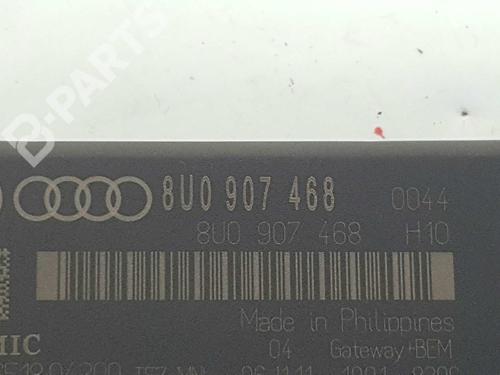 B-PARTS
8U0 907 468 0044
8U0 907 468 H10
Made in Philippines
04 Gateway+BEM